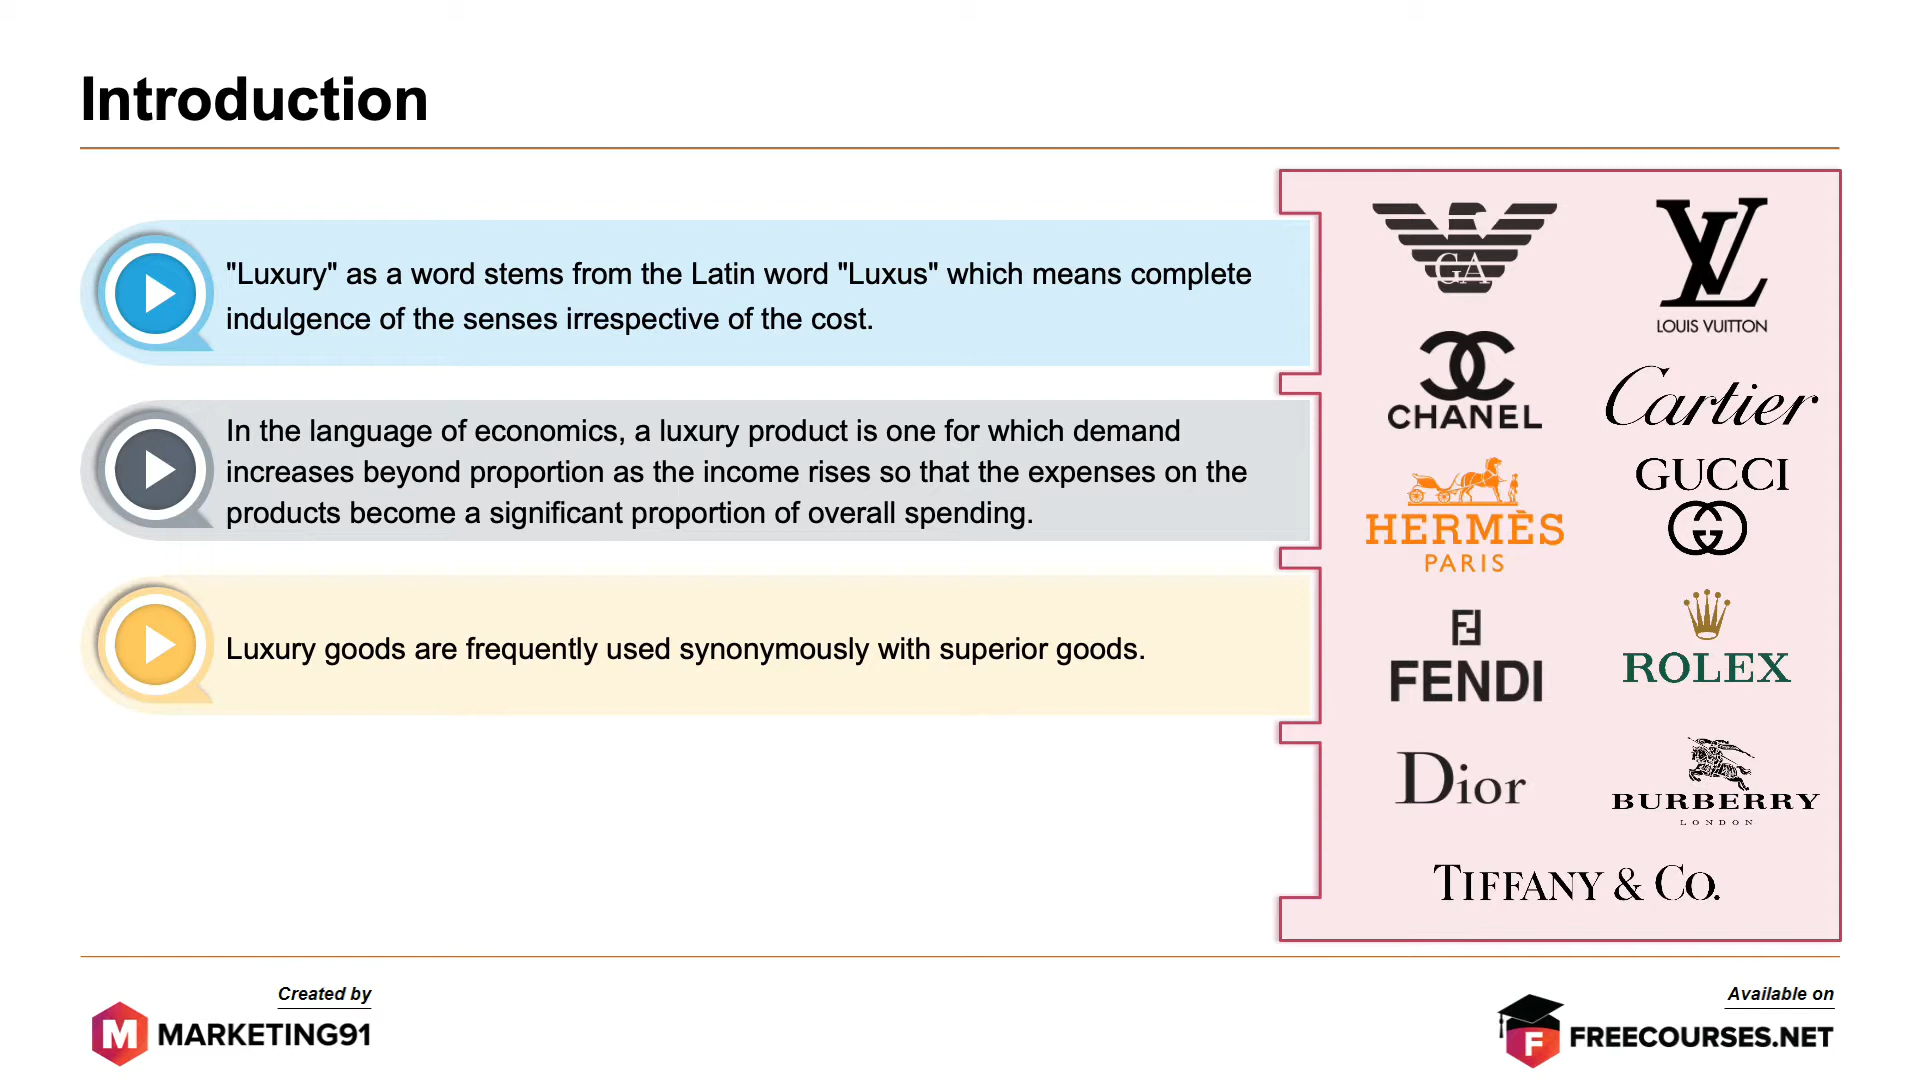 Introduction
"Luxury" as a word stems from the Latin word "Luxus" which means complete
indulgence of the senses irrespective of the cost.
In the language of economics, a luxury product is one for which demand
increases beyond proportion as the income rises so that the expenses on the
products become a significant proportion of overall spending.
Luxury goods are frequently used synonymously with superior goods.
GA
LV
LOUIS VUITTON
CHANEL
Cartier
HERMÈS
PARIS
GUCCI
FENDI
ROLEX
Dior
BURBERRY
LONDON
TIFFANY & CO.
Created by
M MARKETING91
Available on
F FREECOURSES.NET